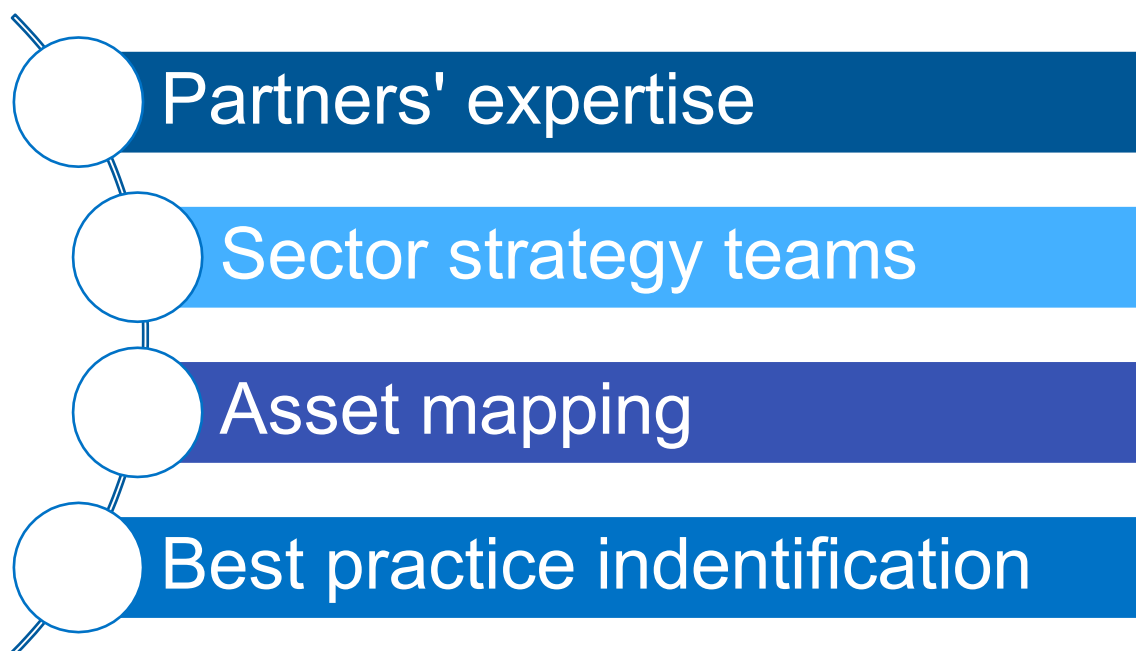 Partners' expertise
Sector strategy teams
Asset mapping
Best practice indentification